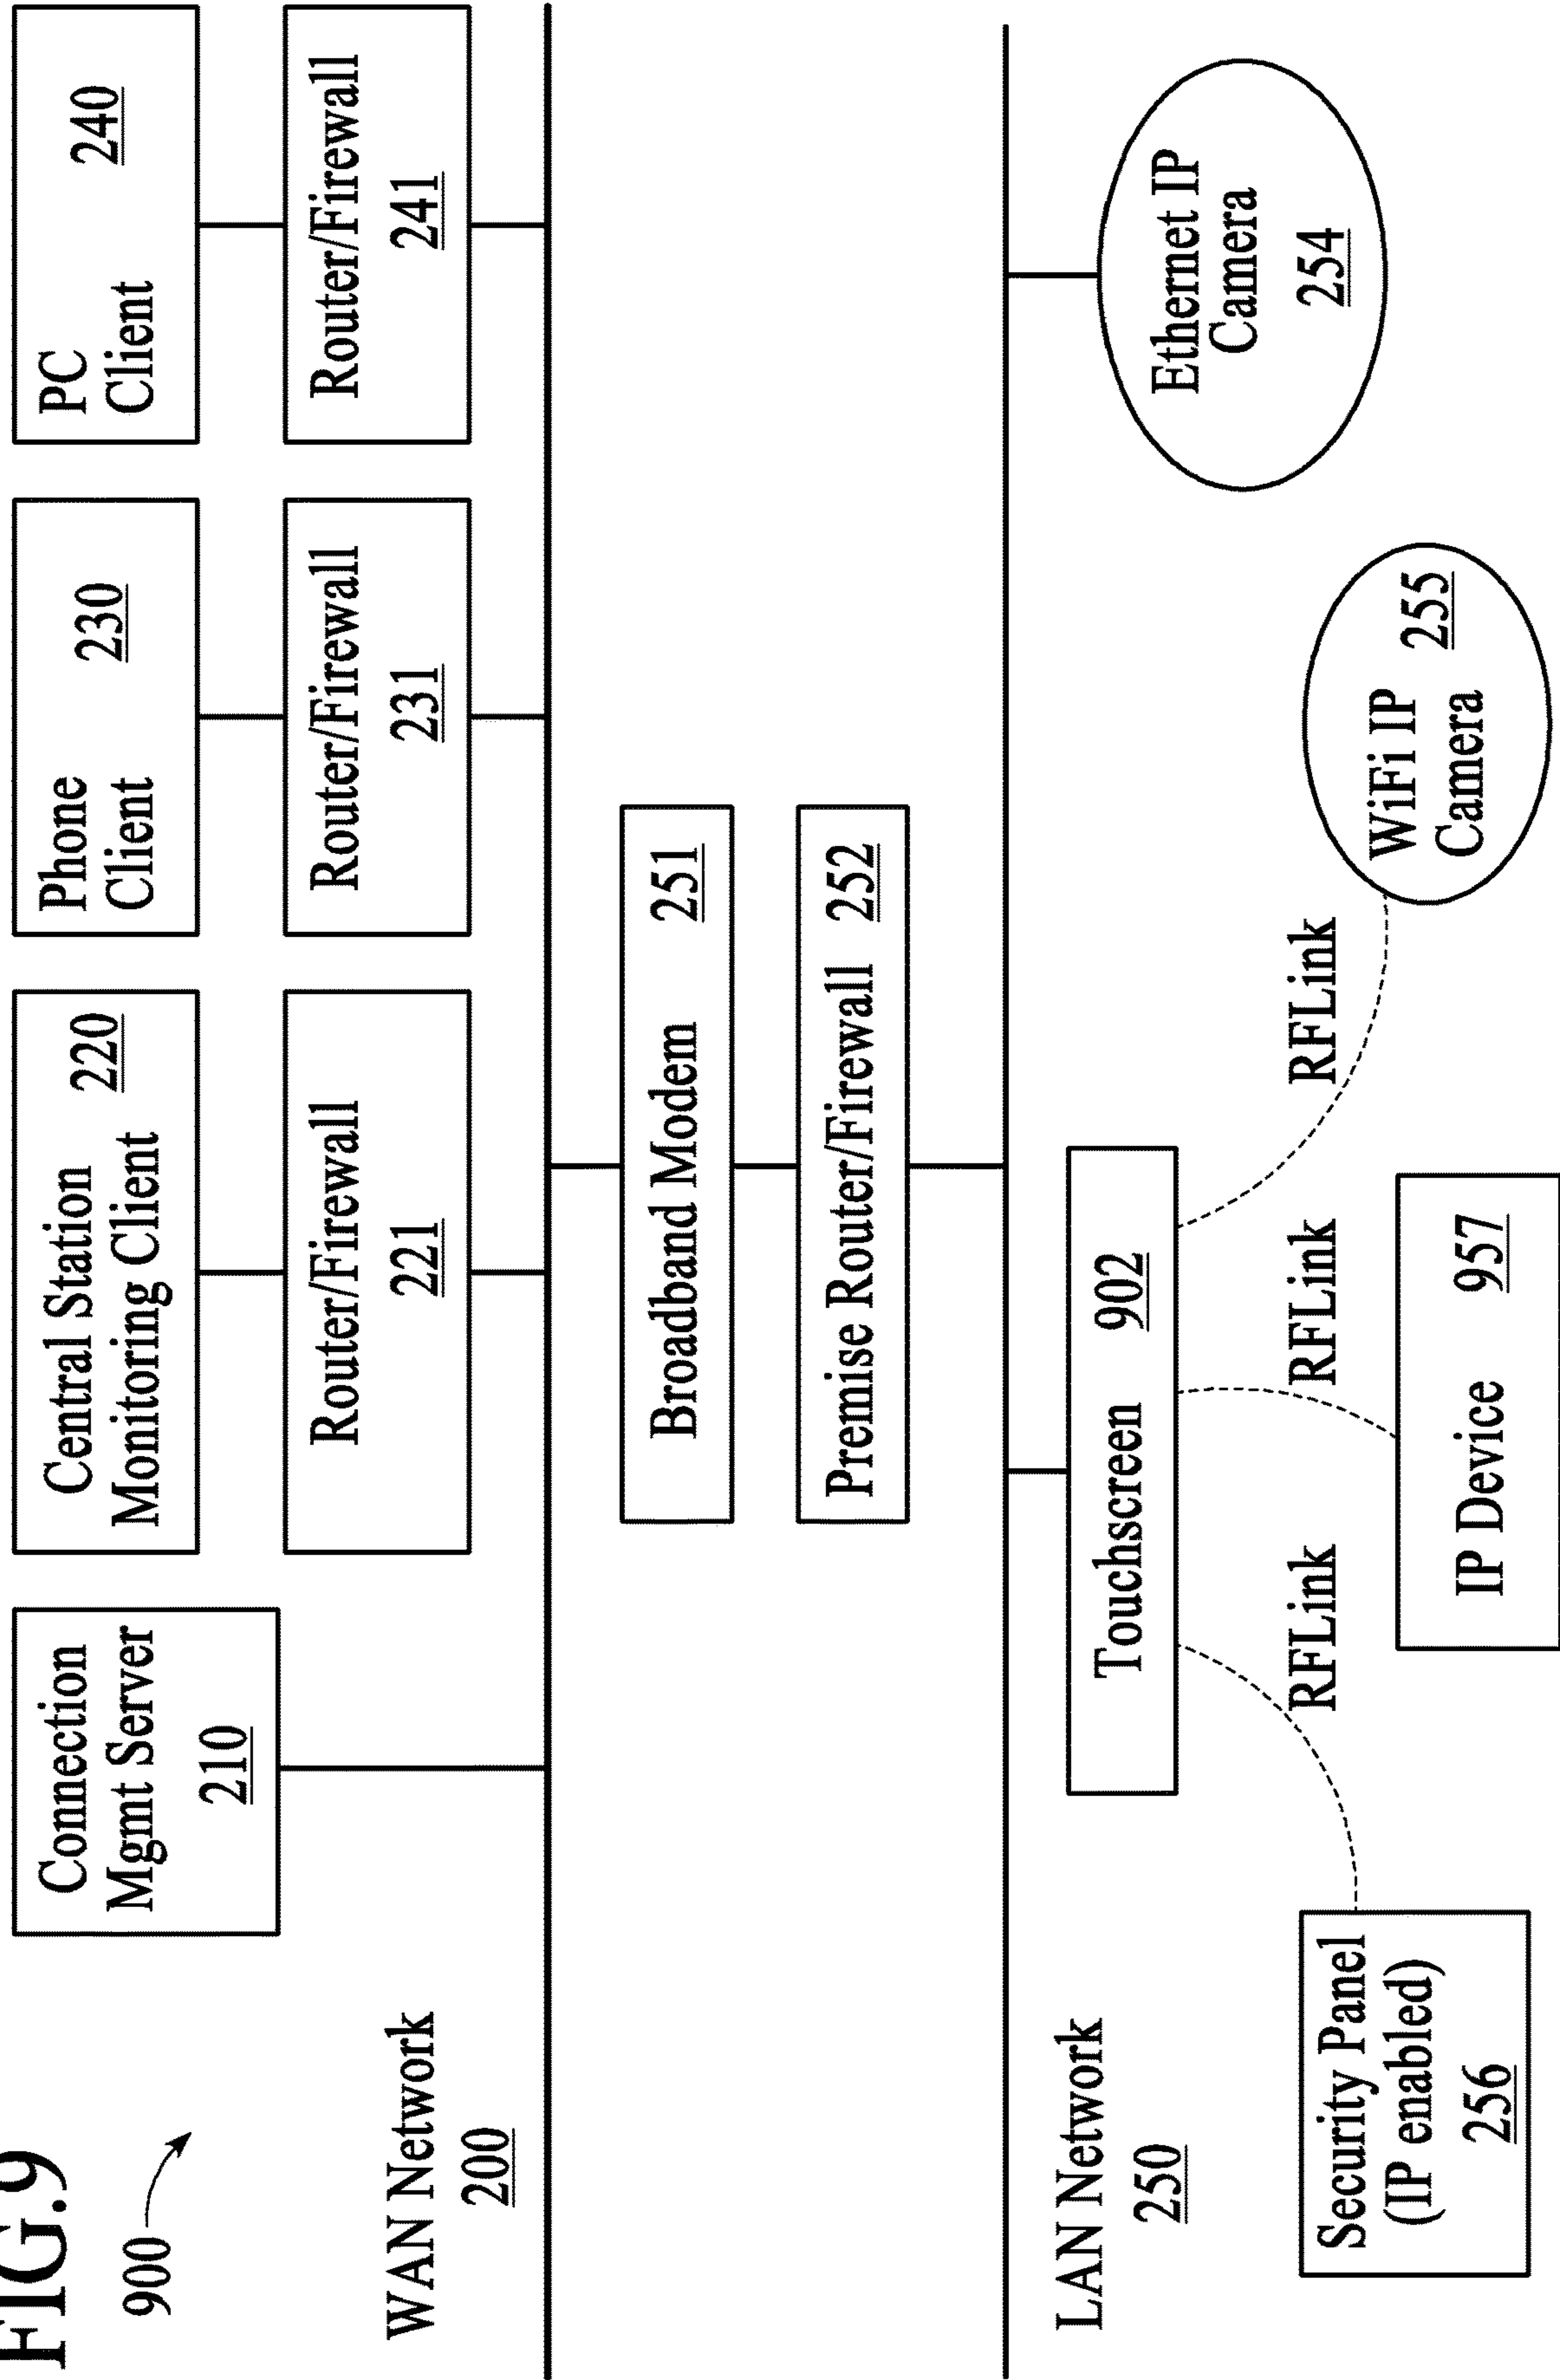 FIG.9
900
Connection
Mgmt Server
210
Central Station
Monitoring Client
220
Phone
Client
230
PC
Client
240
Router/Firewall
221
Router/Firewall
231
Router/Firewall
241
WAN Network
200
Broadband Modem 251
Premise Router/Firewall 252
LAN Network
250
Touchscreen 902
RFLink
RFLink
RFLink
Security Panel
(IP enabled)
256
IP Device 957
WiFi IP
Camera
255
Ethernet IP
Camera
254